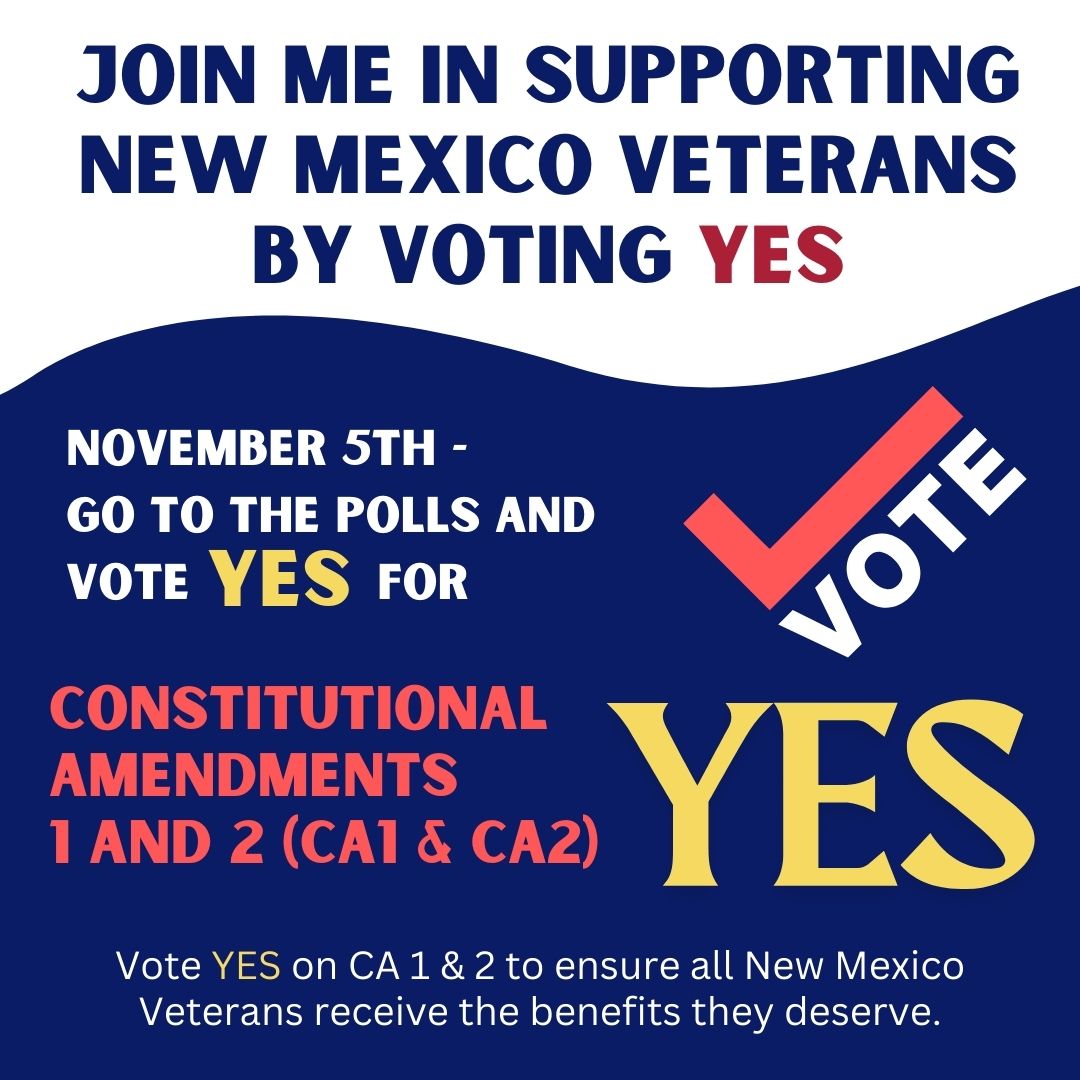 JOIN ME IN SUPPORTING
NEW MEXICO VETERANS
BY VOTING YES
NOVEMBER 5TH -
GO TO THE POLLS AND
VOTE YES FOR
VOTE
CONSTITUTIONAL
AMENDMENTS
1 AND 2 (CA1 & CA2)
YES
Vote YES on CA 1 & 2 to ensure all New Mexico
Veterans receive the benefits they deserve.